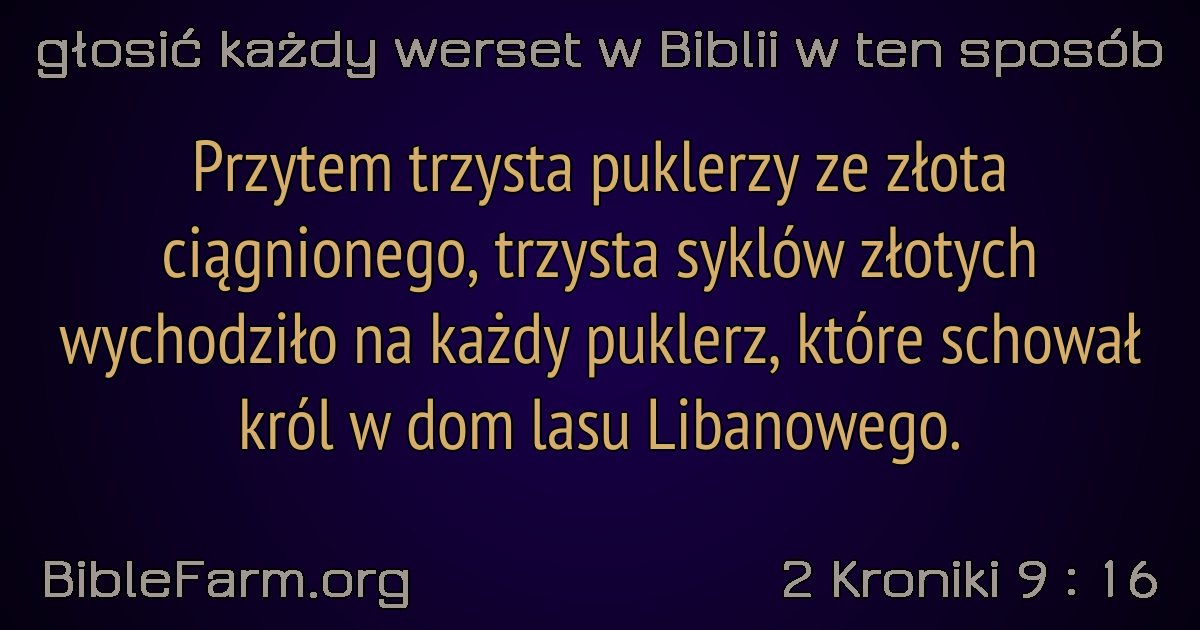 głosić każdy werset w Biblii w ten sposób
Przytem trzysta puklerzy ze złota
ciągnionego, trzysta syklów złotych
wychodziło na każdy puklerz, które schował
król w dom lasu Libanowego.
BibleFarm.org
2 Kroniki 9 : 16